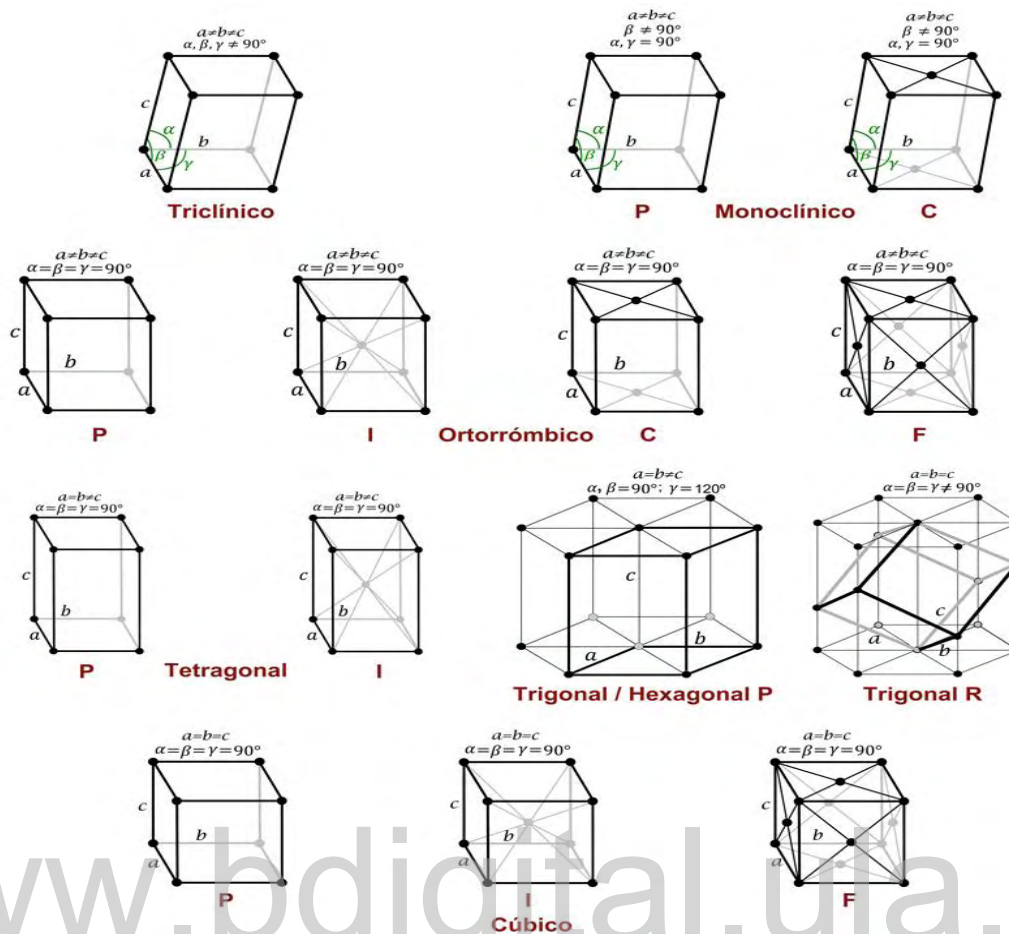 a≠b≠c
α, β, γ ≠ 90°
c
α
b
β
γ
a
Triclínico
a≠b≠c
β ≠ 90°
α, γ = 90°
c
α
b
β
γ
a
P
a≠b≠c
β ≠ 90°
α, γ = 90°
c
α
b
β
γ
a
C
Monoclínico
a≠b≠c
α=β=γ=90°
c
b
a
P
a≠b≠c
α=β=γ=90°
c
b
a
I
Ortorrómbico
a≠b≠c
α=β=γ=90°
c
b
a
C
a≠b≠c
α=β=γ=90°
c
b
a
F
a=b≠c
α=β=γ=90°
c
b
a
P
Tetragonal
a=b≠c
α=β=γ=90°
c
b
a
I
a=b≠c
α, β=90°; γ=120°
c
a
b
Trigonal / Hexagonal P
a=b=c
α=β=γ≠90°
c
a
b
Trigonal R
a=b=c
α=β=γ=90°
c
b
a
P
a=b=c
α=β=γ=90°
c
b
a
I
Cúbico
a=b=c
α=β=γ=90°
c
b
a
F
ww.bdigital.ula.